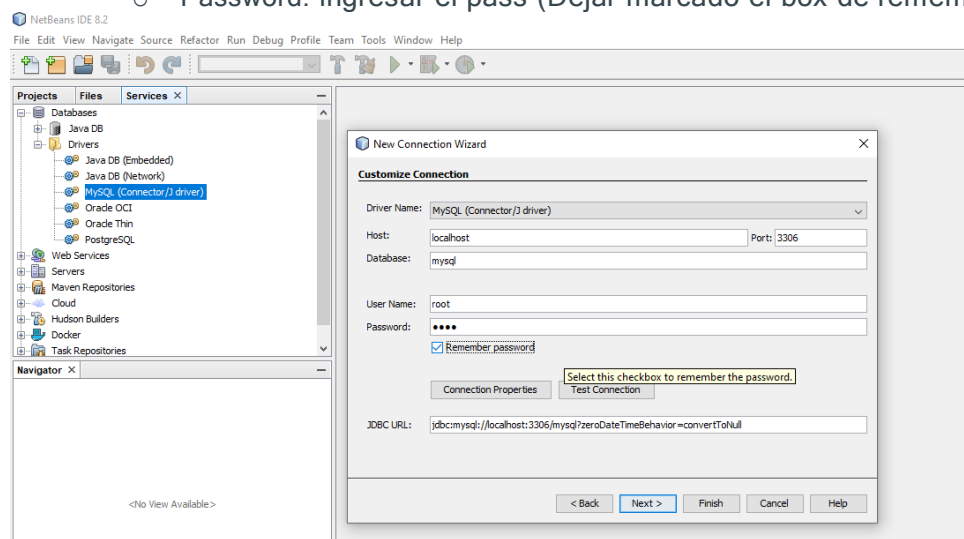 o Password: Ingresar el pass (Dejar marcado el box de remem
NetBeans IDE 8.2
File Edit View Navigate Source Refactor Run Debug Profile Team Tools Window Help
Projects Files Services
Databases
Java DB
Drivers
Java DB (Embedded)
Java DB (Network)
MySQL (Connector/J driver)
Oracle OCI
Oracle Thin
PostgreSQL
Web Services
Servers
Maven Repositories
Cloud
Hudson Builders
Docker
Task Repositories
Navigator
<No View Available>
New Connection Wizard
Customize Connection
Driver Name: MySQL (Connector/J driver)
Host: localhost Port: 3306
Database: mysql
User Name: root
Password: ••••
Remember password
Select this checkbox to remember the password.
Connection Properties Test Connection
JDBC URL: jdbc:mysql://localhost:3306/mysql?zeroDateTimeBehavior=convertToNull
< Back Next > Finish Cancel Help